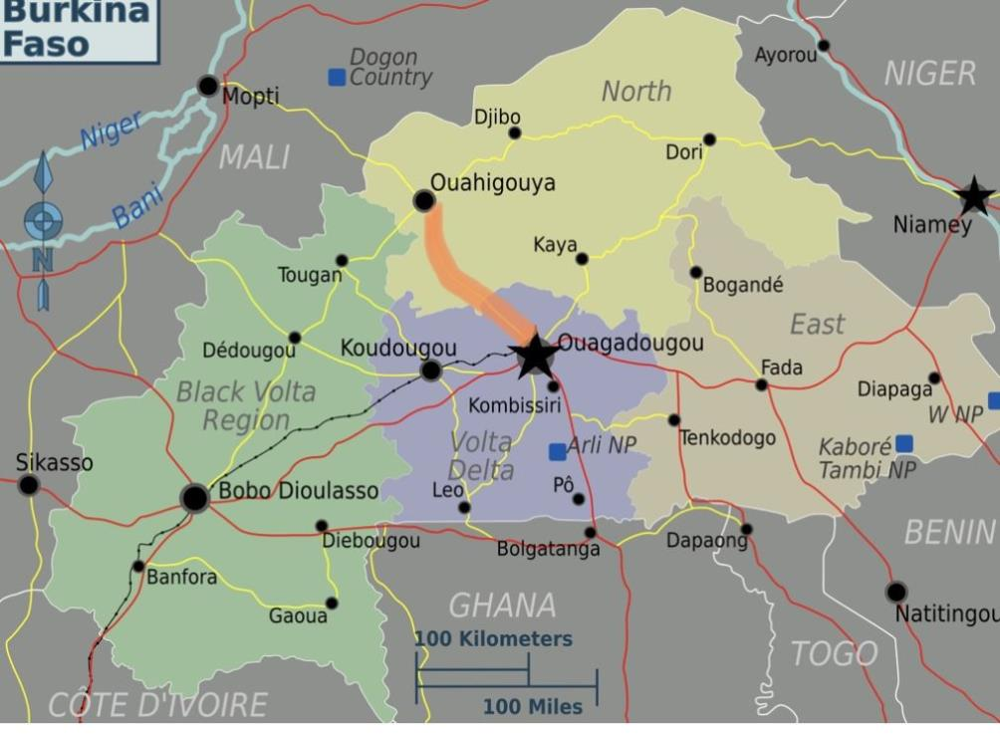 Burkina
Faso
Ayorou
Dogon
Country
NIGER
Mopti
North
Djibo
Niger
MALI
Dori
Ouahigouya
Bani
Niamey
Kaya
N
Tougan
Bogandé
East
Dédougou
Koudougou
Ouagadougou
Fada
Diapaga
Black Volta
Region
Kombissiri
W NP
Volta
Delta
Arli NP
Tenkodogo
Kaboré
Tambi NP
Sikasso
Bobo Dioulasso
Leo
Pô
Diebougou
Bolgatanga
Dapaong
BENIN
Banfora
Gaoua
GHANA
Natitingou
100 Kilometers
TOGO
CÔTE D'IVOIRE
100 Miles